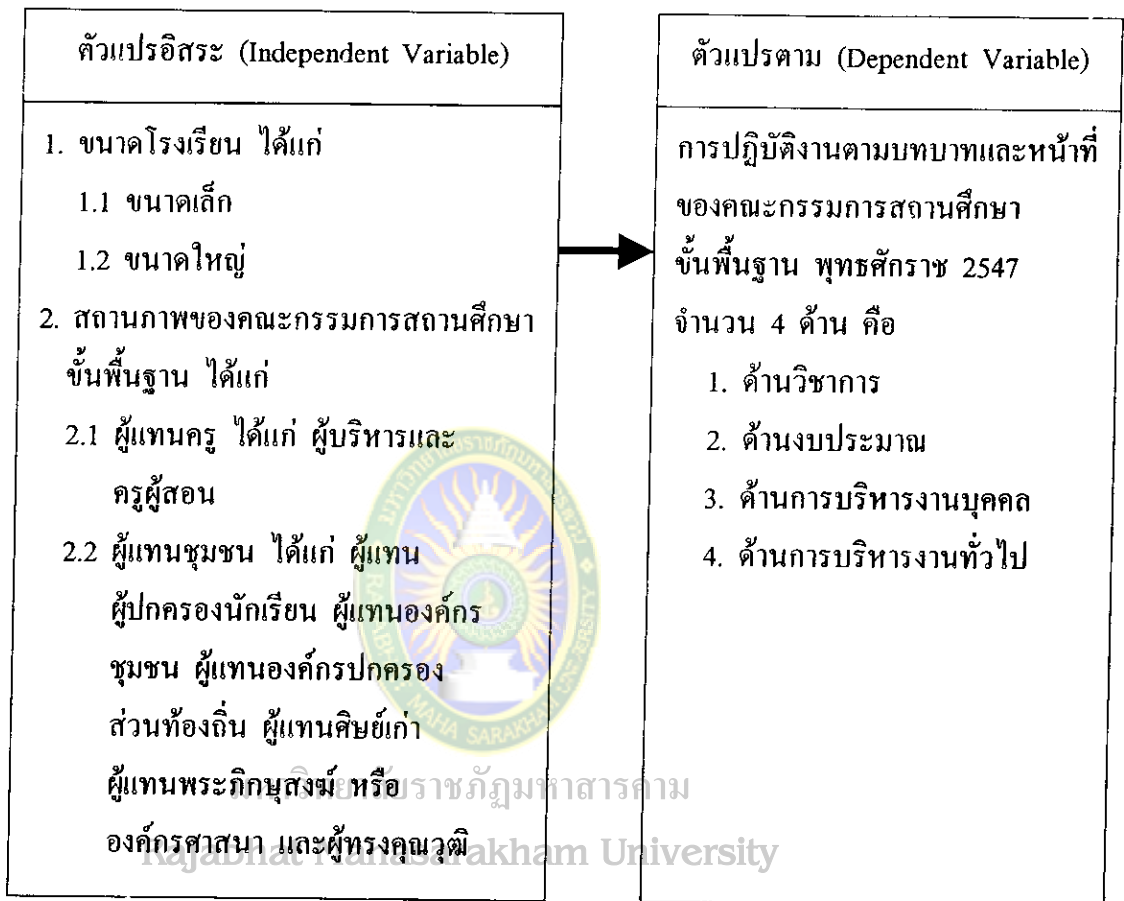 ตัวแปรอิสระ (Independent Variable)
1. ขนาดโรงเรียน ได้แก่
1.1 ขนาดเล็ก
1.2 ขนาดใหญ่
2. สถานภาพของคณะกรรมการสถานศึกษา
ขั้นพื้นฐาน ได้แก่
2.1 ผู้แทนครู ได้แก่ ผู้บริหารและ
ครูผู้สอน
2.2 ผู้แทนชุมชน ได้แก่ ผู้แทน
ผู้ปกครองนักเรียน ผู้แทนองค์กร
ชุมชน ผู้แทนองค์กรปกครอง
ส่วนท้องถิ่น ผู้แทนศิษย์เก่า
ผู้แทนพระภิกษุสงฆ์ หรือ
องค์กรศาสนา และผู้ทรงคุณวุฒิ
ตัวแปรตาม (Dependent Variable)
การปฏิบัติงานตามบทบาทและหน้าที่
ของคณะกรรมการสถานศึกษา
ขั้นพื้นฐาน พุทธศักราช 2547
จำนวน 4 ด้าน คือ
1. ด้านวิชาการ
2. ด้านงบประมาณ
3. ด้านการบริหารงานบุคคล
4. ด้านการบริหารงานทั่วไป
มหาวิทยาลัยราชภัฏมหาสารคาม
Rajabhat Mahasarakham University